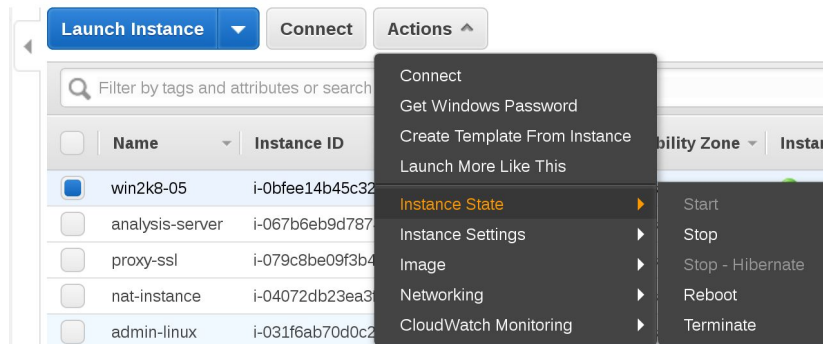 Launch Instance Connect Actions
Filter by tags and attributes or search
Connect
Get Windows Password
Create Template From Instance
Launch More Like This
Name Instance ID bility Zone Instar
win2k8-05 i-0bfee14b45c32
analysis-server i-067b6eb9d787
proxy-ssl i-079c8be09f3b4
nat-instance i-04072db23ea3
admin-linux i-031f6ab70d0c2
Instance State
Instance Settings
Image
Networking
CloudWatch Monitoring
Start
Stop
Stop - Hibernate
Reboot
Terminate